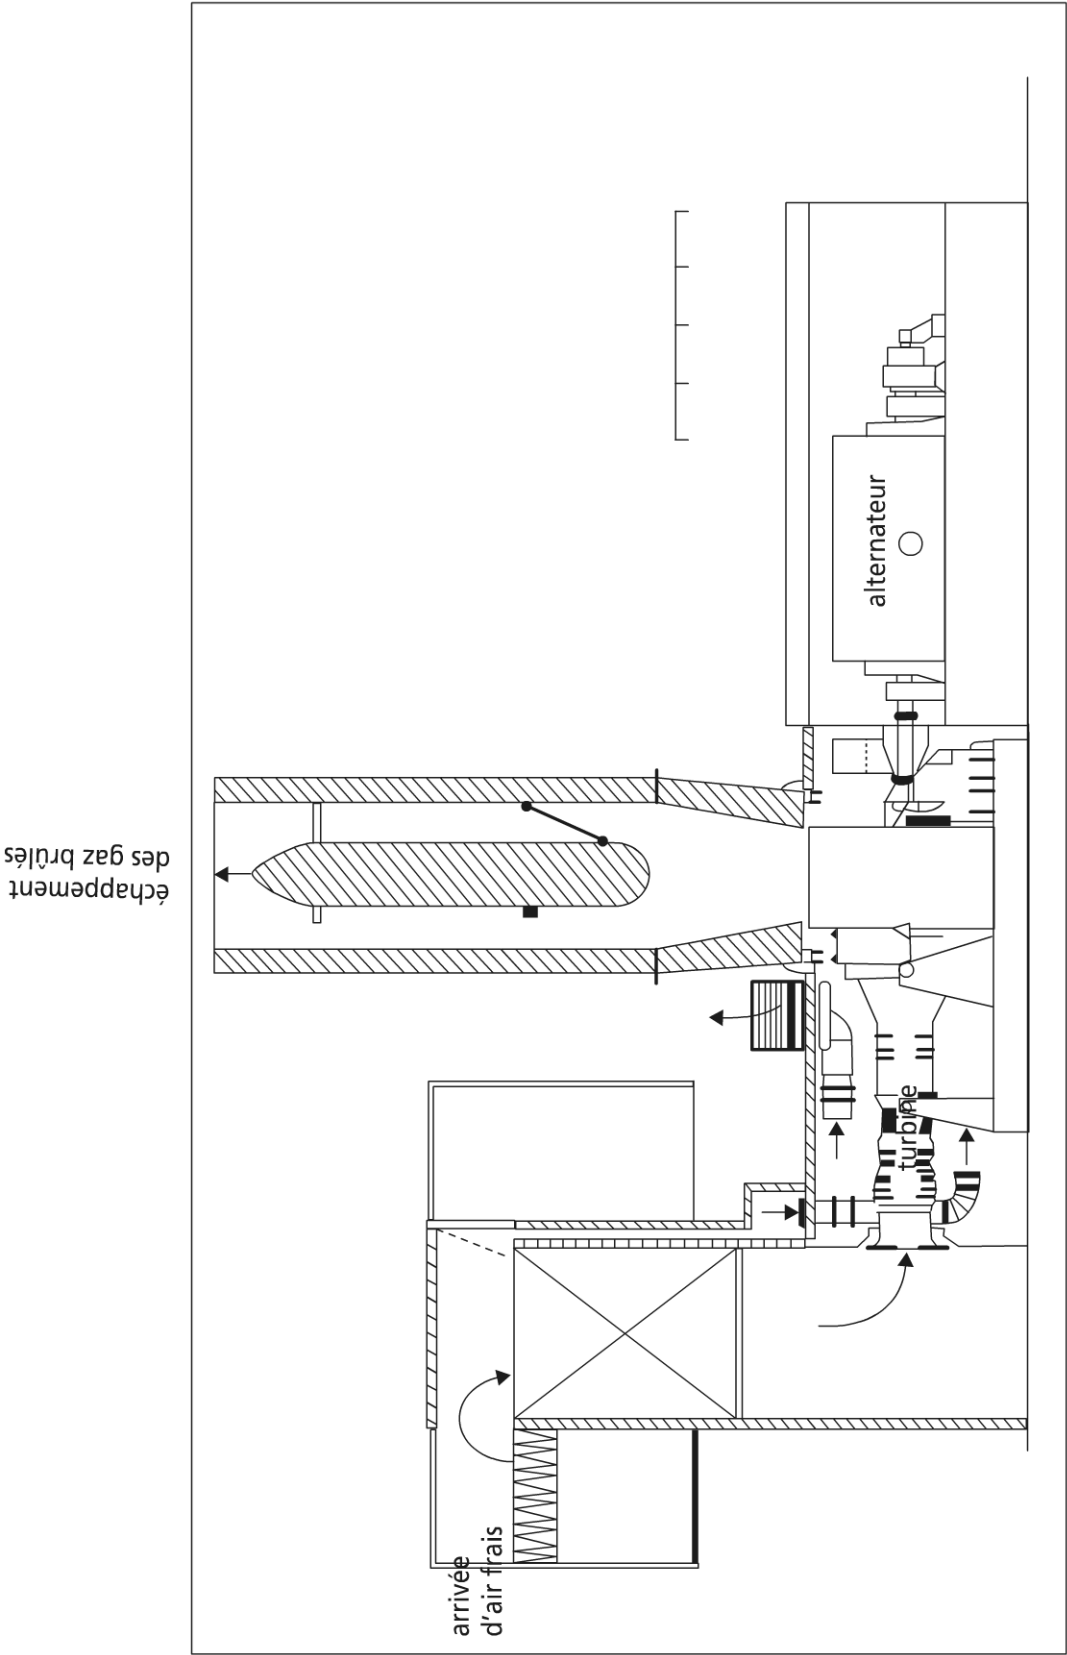 échappement
des gaz brûlés
alternateur
turbine
arrivée
d'air frais